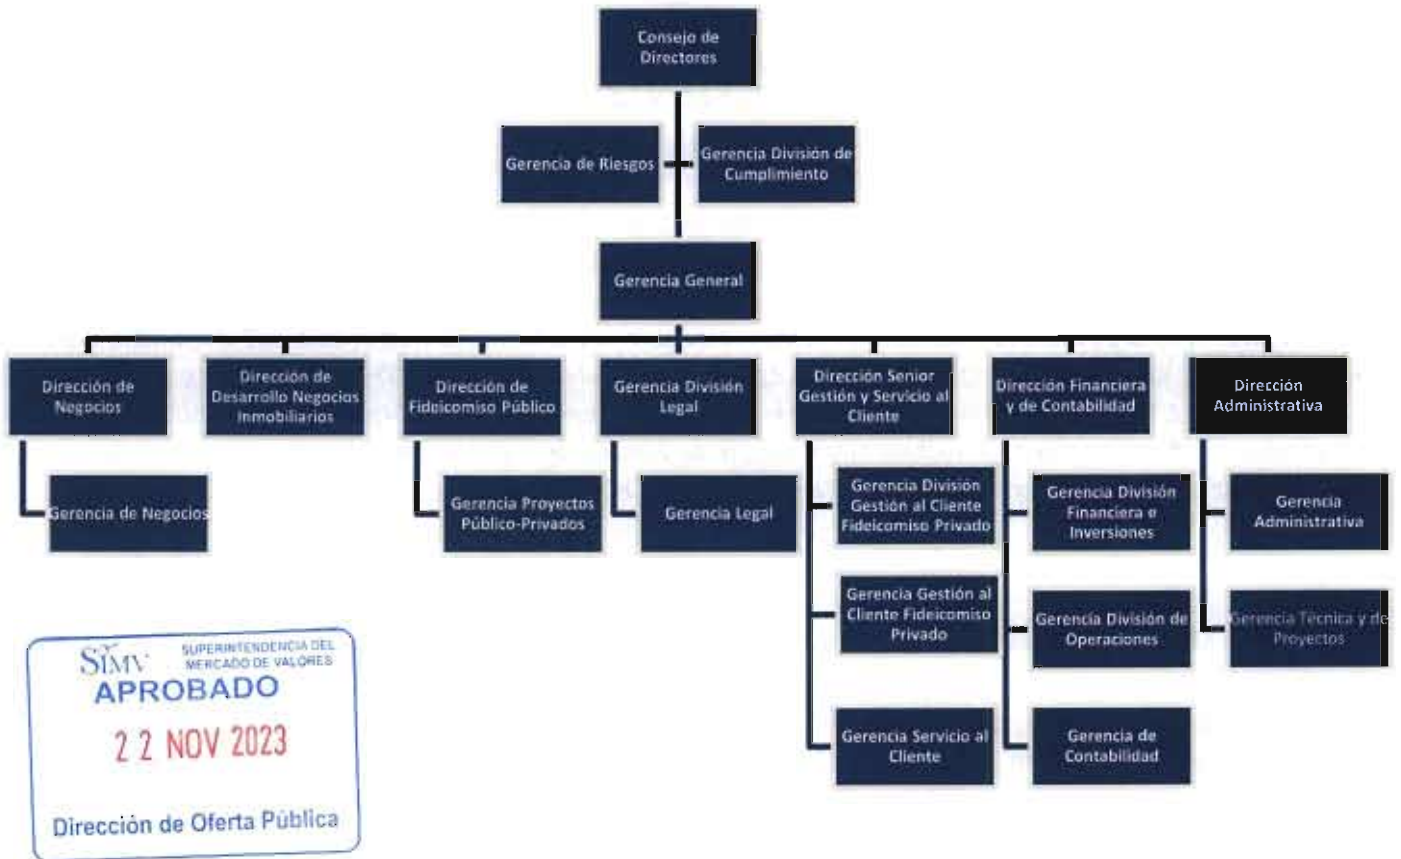 Consejo de
Directores
Gerencia de Riesgos
Gerencia División de
Cumplimiento
Gerencia General
Dirección de
Negocios
Dirección de
Desarrollo Negocios
Inmobiliarios
Dirección de
Fideicomiso Público
Gerencia División
Legal
Dirección Senior
Gestión y Servicio al
Cliente
Dirección Financiera
y de Contabilidad
Dirección
Administrativa
Gerencia de Negocios
Gerencia Proyectos
Público-Privados
Gerencia Legal
Gerencia División
Gestión al Cliente
Fideicomiso Privado
Gerencia División
Financiera e
Inversiones
Gerencia
Administrativa
Gerencia Gestión al
Cliente Fideicomiso
Privado
Gerencia División de
Operaciones
Gerencia Técnica y de
Proyectos
Gerencia Servicio al
Cliente
Gerencia de
Contabilidad
SIMV
SUPERINTENDENCIA DEL
MERCADO DE VALORES
APROBADO
22 NOV 2023
Dirección de Oferta Pública